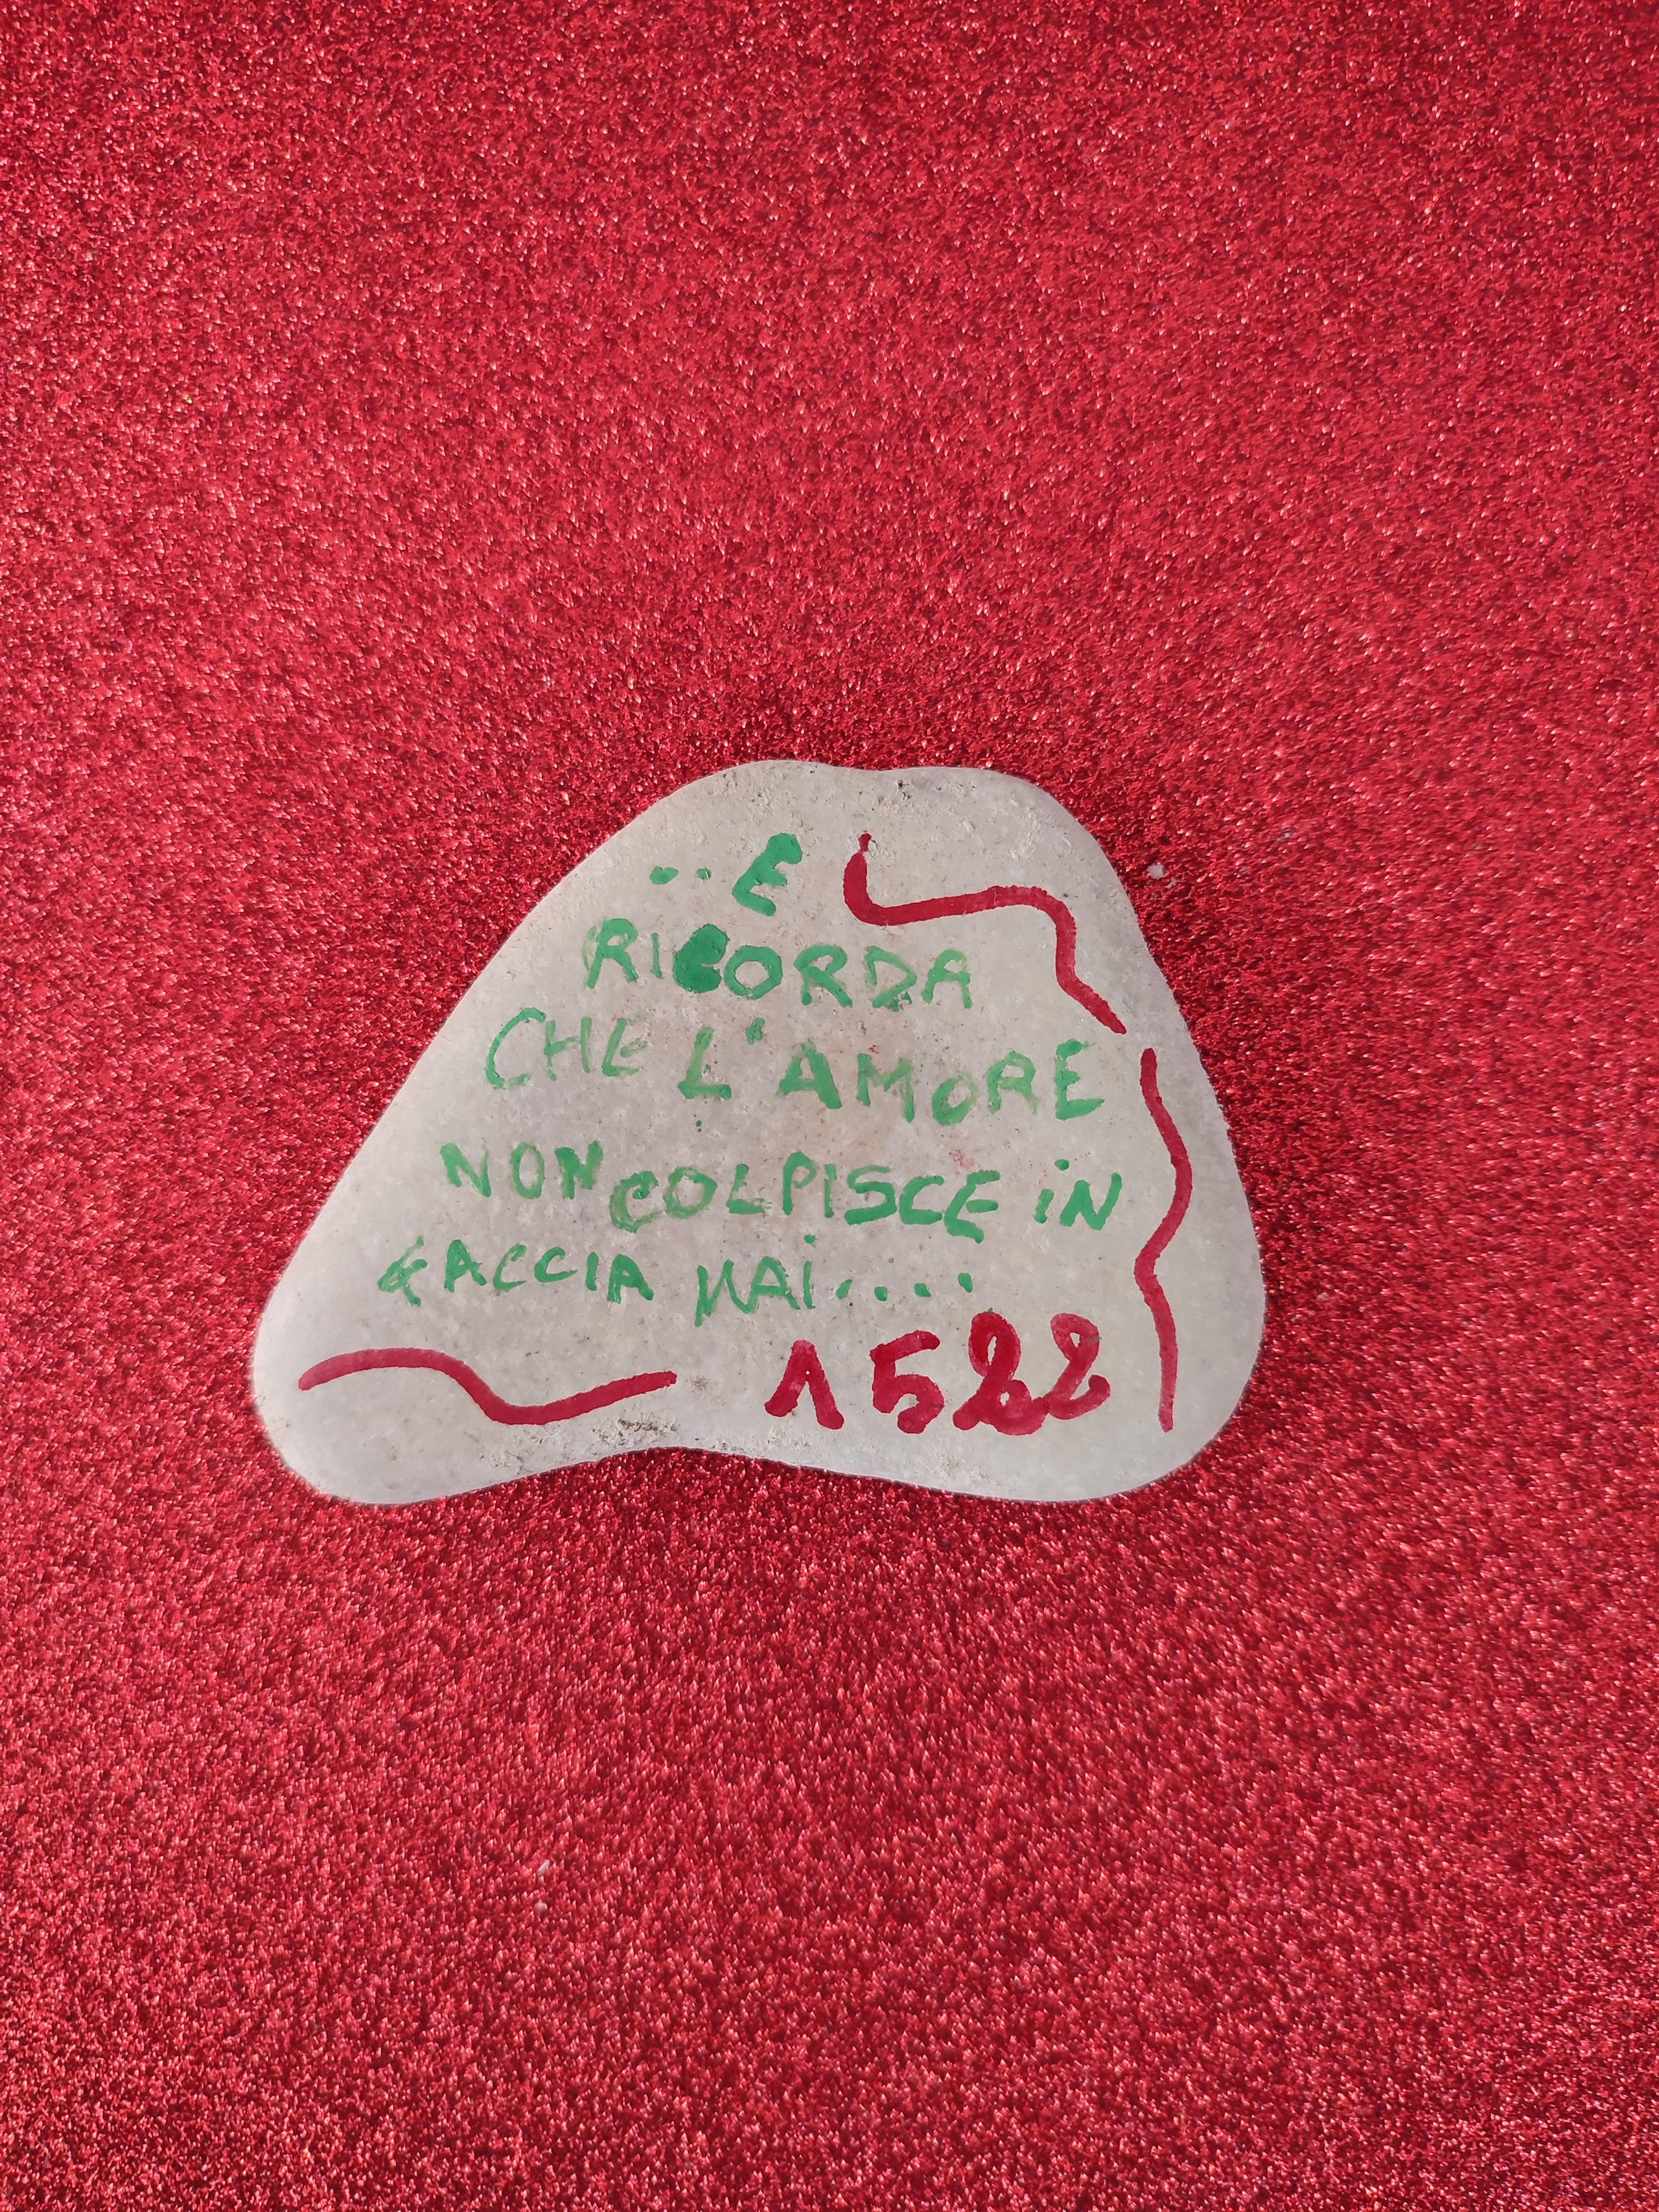 ..E
RICORDA
CHE L'AMORE
NON COLPISCE iN
FACCIA MAi....
1522